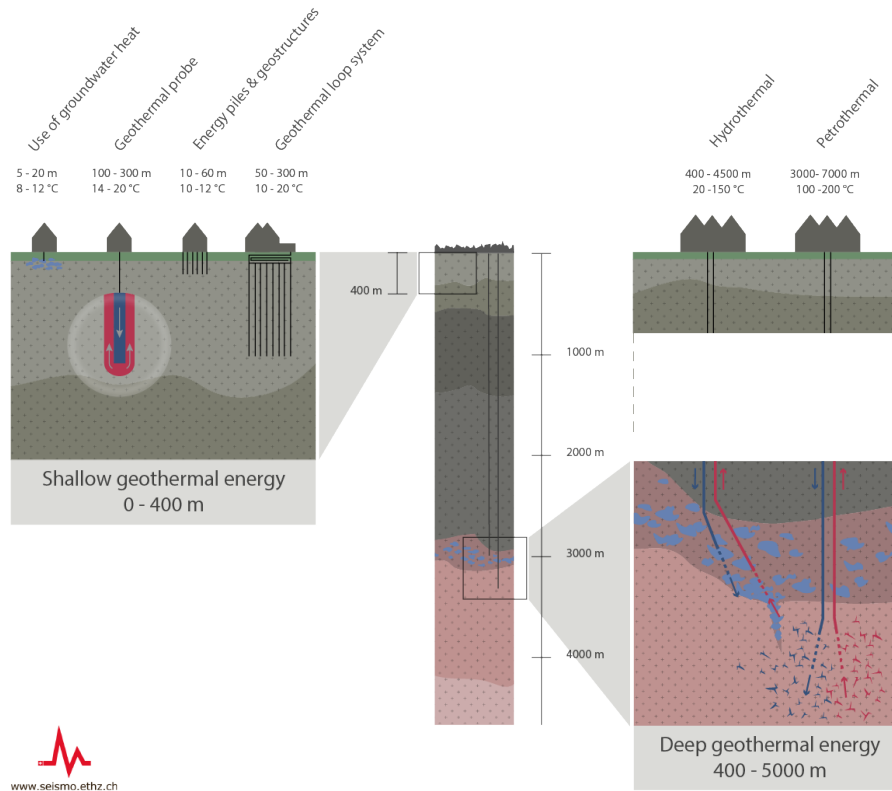 Use of groundwater heat
Geothermal probe
Energy piles & geostructures
Geothermal loop system
5 - 20 m
8 - 12 °C
100 - 300 m
14 - 20 °C
10 - 60 m
10 -12 °C
50 - 300 m
10 - 20 °C
Shallow geothermal energy
0 - 400 m
400 m
1000 m
2000 m
3000 m
4000 m
Hydrothermal
Petrothermal
400 - 4500 m
20 -150 °C
3000- 7000 m
100 -200 °C
Deep geothermal energy
400 - 5000 m
www.seismo.ethz.ch